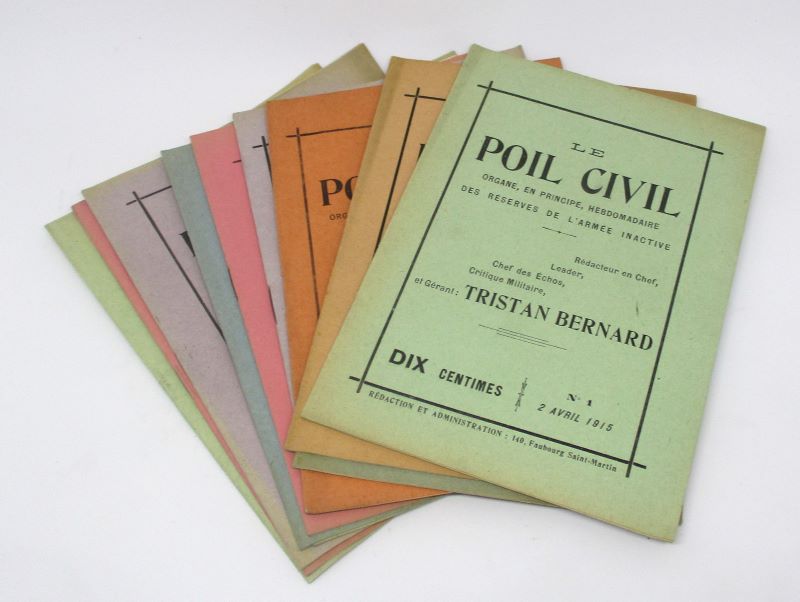 LE
POIL CIVIL
ORGANE, EN PRINCIPE, HEBDOMADAIRE
DES RÉSERVES DE L'ARMÉE INACTIVE
Rédacteur en Chef,
Leader,
Chef des Échos,
Critique Militaire,
et Gérant : TRISTAN BERNARD
DIX CENTIMES
N° 1
2 AVRIL 1915
RÉDACTION ET ADMINISTRATION : 140, Faubourg Saint-Martin
PO
ORG